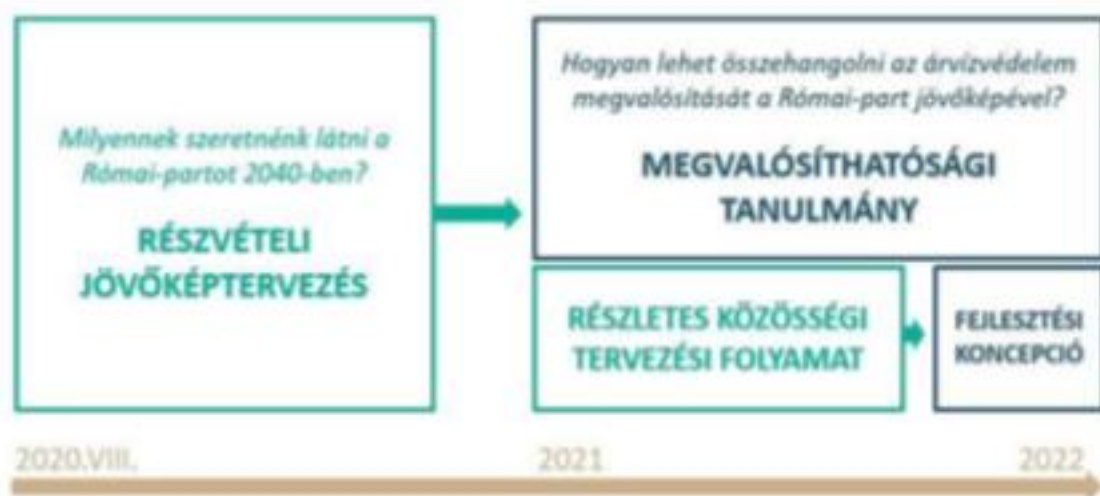 Milyennek szeretnénk látni a
Római-partot 2040-ben?
RÉSZVÉTELI
JÖVŐKÉPTERVEZÉS
Hogyan lehet összehangolni az árvízvédelem
megvalósítását a Római-part jövőképével?
MEGVALÓSÍTHATÓSÁGI
TANULMÁNY
RÉSZLETES KÖZÖSSÉGI
TERVEZÉSI FOLYAMAT
FEJLESZTÉSI
KONCEPCIÓ
2020.VIII.
2021
2022